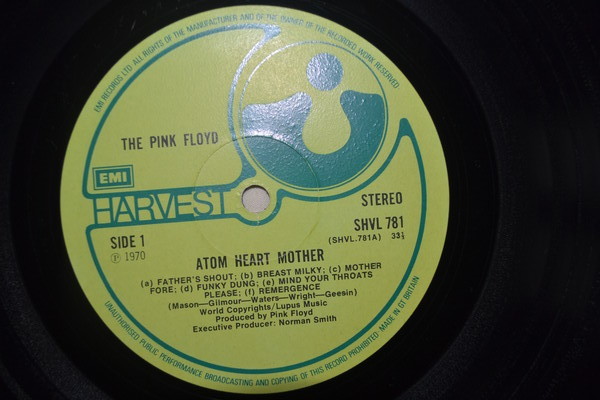 EMI RECORDS LTD. ALL RIGHTS OF THE MANUFACTURER AND OF THE OWNER OF THE RECORDED WORK RESERVED
THE PINK FLOYD
EMI
HARVEST
STEREO
SHVL 781
(SHVL.781A) 33⅓
SIDE 1
Ⓟ 1970
ATOM HEART MOTHER
(a) FATHER'S SHOUT; (b) BREAST MILKY; (c) MOTHER
FORE; (d) FUNKY DUNG; (e) MIND YOUR THROATS
PLEASE; (f) REMERGENCE
(Mason—Gilmour—Waters—Wright—Geesin)
World Copyrights/Lupus Music
Produced by Pink Floyd
Executive Producer: Norman Smith
UNAUTHORISED PUBLIC PERFORMANCE BROADCASTING AND COPYING OF THIS RECORD PROHIBITED MADE IN GT BRITAIN